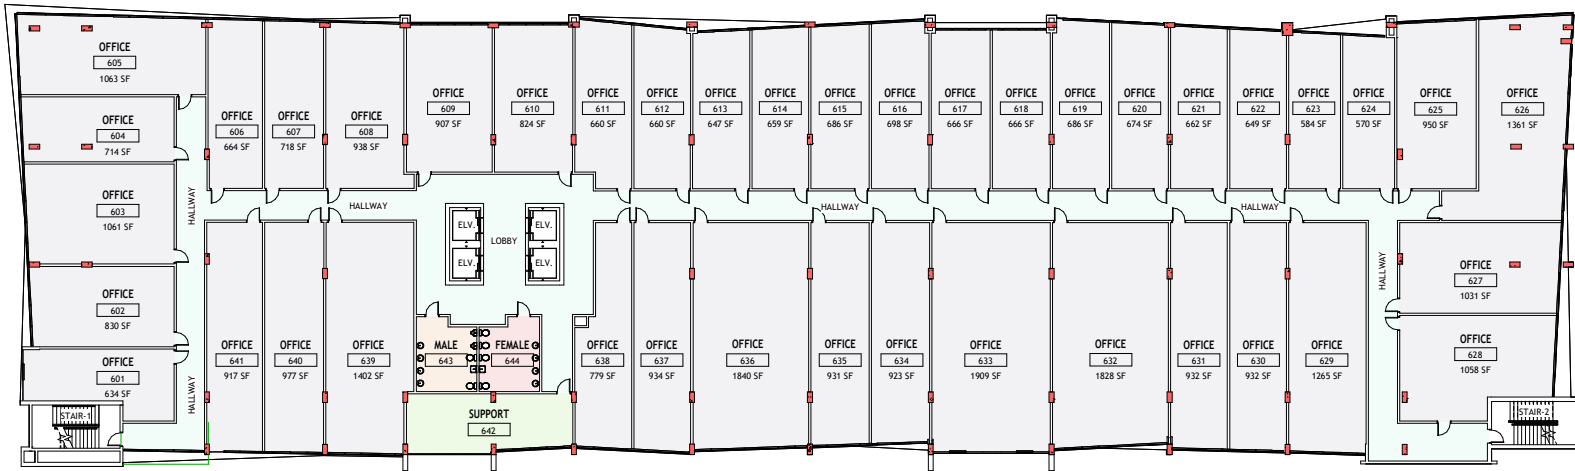 OFFICE
605
1063 SF
OFFICE
604
714 SF
OFFICE
603
1061 SF
OFFICE
602
830 SF
OFFICE
601
634 SF
STAIR-1
HALLWAY
HALLWAY
OFFICE
606
664 SF
OFFICE
607
718 SF
OFFICE
608
938 SF
OFFICE
609
907 SF
OFFICE
610
824 SF
OFFICE
611
660 SF
OFFICE
612
660 SF
OFFICE
613
647 SF
OFFICE
614
659 SF
OFFICE
615
686 SF
OFFICE
616
698 SF
OFFICE
617
666 SF
OFFICE
618
666 SF
OFFICE
619
686 SF
OFFICE
620
674 SF
OFFICE
621
662 SF
OFFICE
622
649 SF
OFFICE
623
584 SF
OFFICE
624
570 SF
OFFICE
625
950 SF
OFFICE
626
1361 SF
HALLWAY
HALLWAY
HALLWAY
ELV.
ELV.
LOBBY
ELV.
ELV.
OFFICE
641
917 SF
OFFICE
640
977 SF
OFFICE
639
1402 SF
MALE
643
FEMALE
644
SUPPORT
642
OFFICE
638
779 SF
OFFICE
637
934 SF
OFFICE
636
1840 SF
OFFICE
635
931 SF
OFFICE
634
923 SF
OFFICE
633
1909 SF
OFFICE
632
1828 SF
OFFICE
631
932 SF
OFFICE
630
932 SF
OFFICE
629
1265 SF
HALLWAY
OFFICE
627
1031 SF
OFFICE
628
1058 SF
STAIR-2